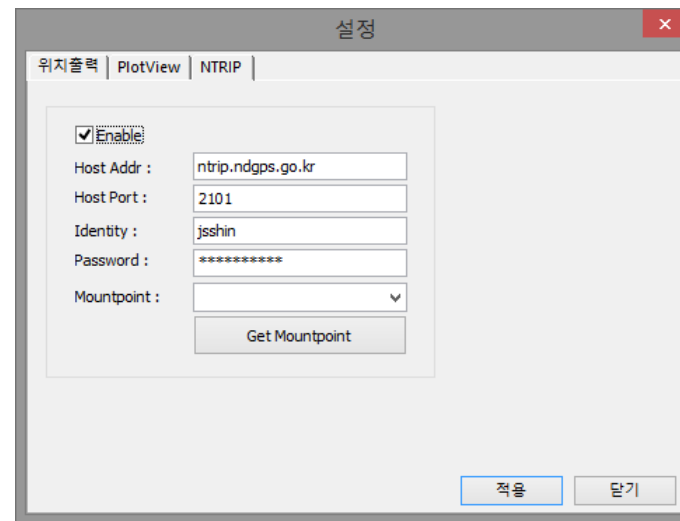 설정
위치출력 PlotView NTRIP
Enable
Host Addr : ntrip.ndgps.go.kr
Host Port : 2101
Identity : jsshin
Password : **********
Mountpoint :
Get Mountpoint
적용 닫기